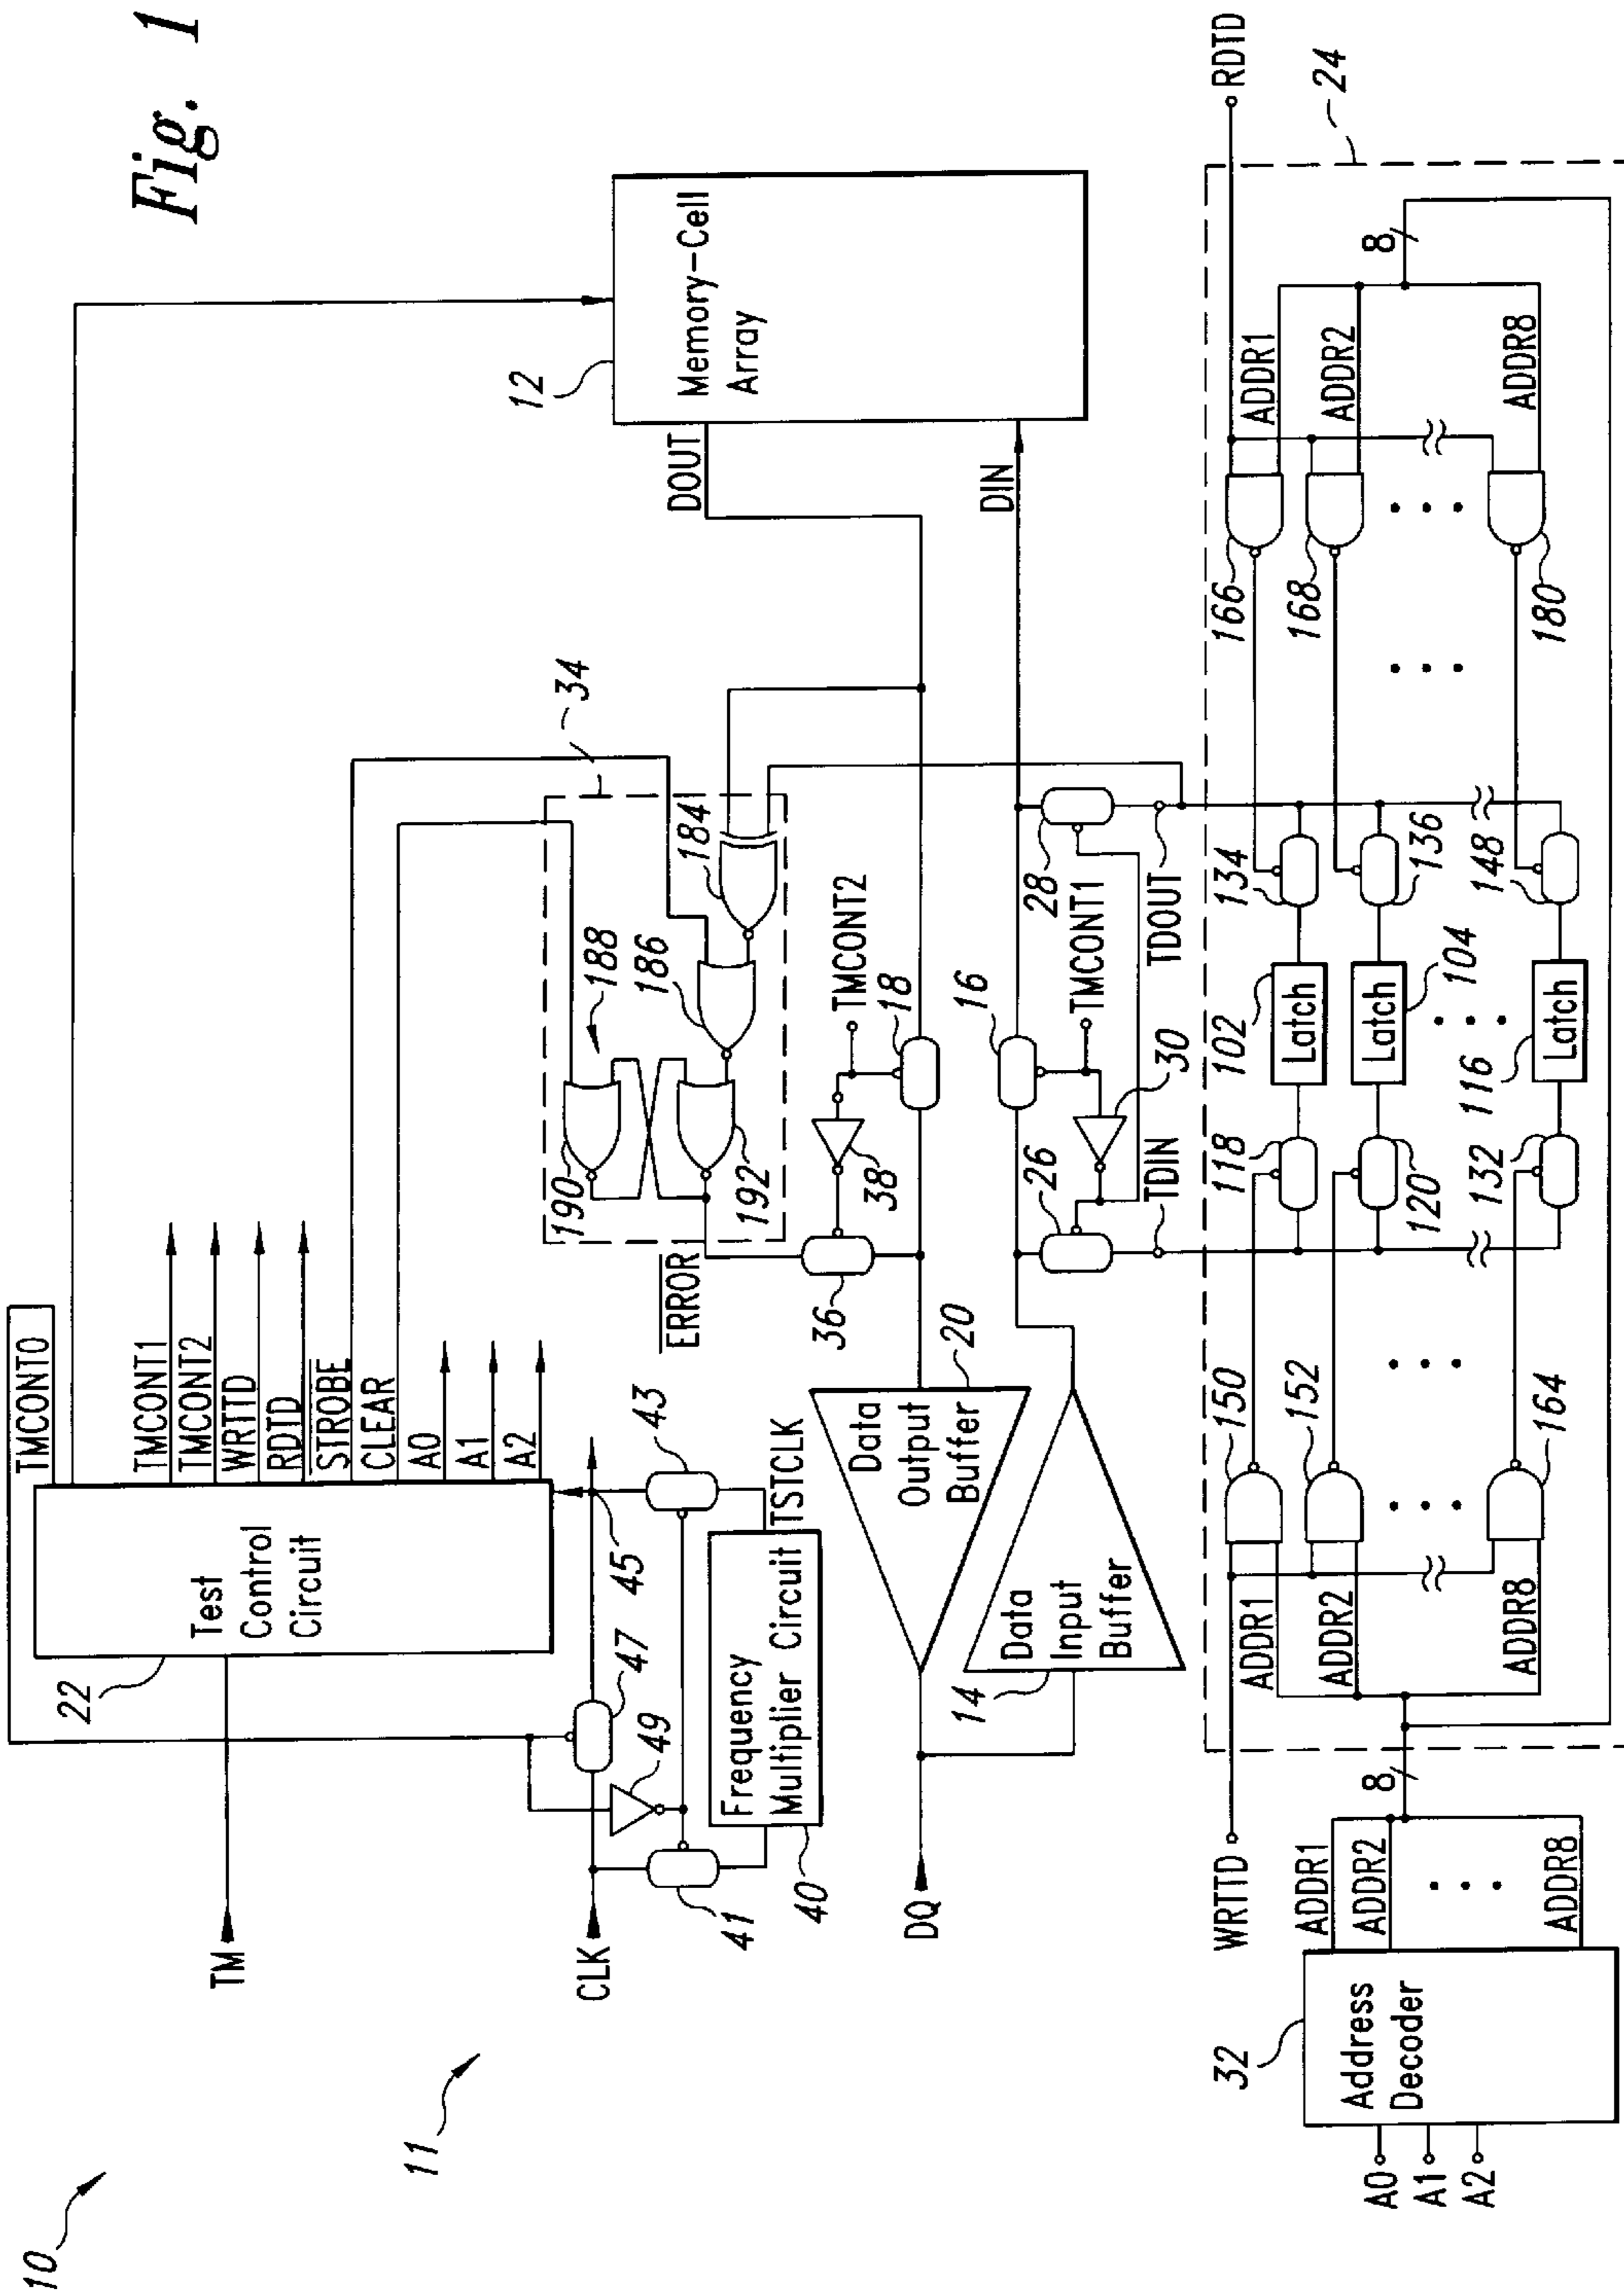 Fig. 1
10
11
22
Test
Control
Circuit
TM
TMCONT0
TMCONT1
TMCONT2
WRTTD
RDTD
STROBE
CLEAR
A0
A1
A2
CLK
47
49
41
43
45
TSTCLK
Frequency
Multiplier Circuit
40
34
184
186
188
190
192
ERROR
12
Memory-Cell
Array
DOUT
DIN
TMCONT2
18
38
36
20
Data
Output
Buffer
DQ
14
Data
Input
Buffer
16
TMCONT1
30
26
28
TDIN
TDOUT
24
RDTD
WRTTD
8
ADDR1
ADDR2
ADDR8
150
152
164
118
120
132
Latch
102
Latch
104
Latch
116
134
136
148
166
168
180
ADDR1
ADDR2
ADDR8
8
ADDR1
ADDR2
ADDR8
32
Address
Decoder
A0
A1
A2